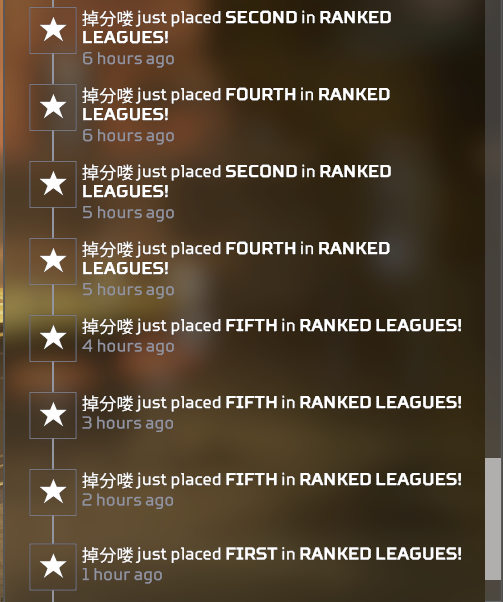 掉分喽 just placed SECOND in RANKED
LEAGUES!
6 hours ago
掉分喽 just placed FOURTH in RANKED
LEAGUES!
6 hours ago
掉分喽 just placed SECOND in RANKED
LEAGUES!
5 hours ago
掉分喽 just placed FOURTH in RANKED
LEAGUES!
5 hours ago
掉分喽 just placed FIFTH in RANKED LEAGUES!
4 hours ago
掉分喽 just placed FIFTH in RANKED LEAGUES!
3 hours ago
掉分喽 just placed FIFTH in RANKED LEAGUES!
2 hours ago
掉分喽 just placed FIRST in RANKED LEAGUES!
1 hour ago